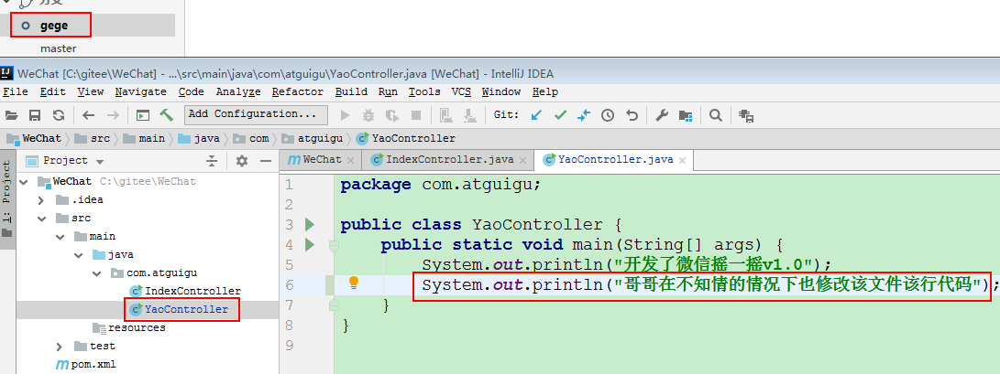 gege
master
WeChat [C:\gitee\WeChat] - ...\src\main\java\com\atguigu\YaoController.java [WeChat] - IntelliJ IDEA
File Edit View Navigate Code Analyze Refactor Build Run Tools VCS Window Help
Add Configuration... Git:
WeChat src main java com atguigu YaoController
1: Project
Project
WeChat C:\gitee\WeChat
.idea
src
main
java
com.atguigu
IndexController
YaoController
resources
test
pom.xml
WeChat IndexController.java YaoController.java
1 package com.atguigu;
2
3 public class YaoController {
4 public static void main(String[] args) {
5 System.out.println("开发了微信摇一摇v1.0");
6 System.out.println("哥哥在不知情的情况下也修改该文件该行代码");
7 }
8 }
9